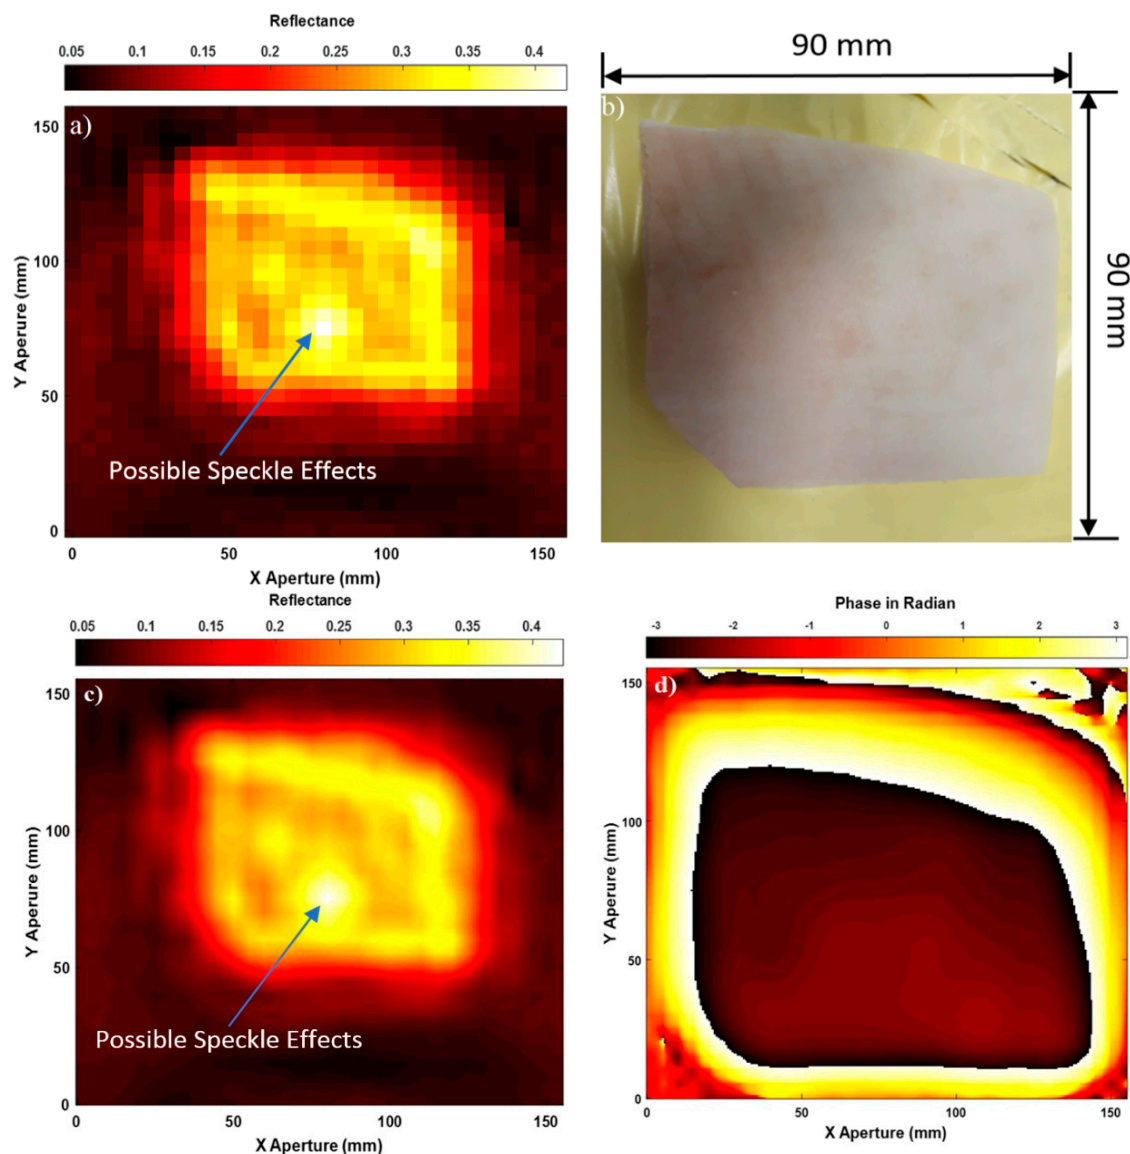 Reflectance
0.05 0.1 0.15 0.2 0.25 0.3 0.35 0.4
a)
150
100
50
0
Y Aperure (mm)
Possible Speckle Effects
0 50 100 150
X Aperture (mm)
90 mm
b)
90 mm
Reflectance
0.05 0.1 0.15 0.2 0.25 0.3 0.35 0.4
c)
150
100
50
0
Y Aperure (mm)
Possible Speckle Effects
0 50 100 150
X Aperture (mm)
Phase in Radian
-3 -2 -1 0 1 2 3
d)
150
100
50
0
Y Aperure (mm)
0 50 100 150
X Aperture (mm)